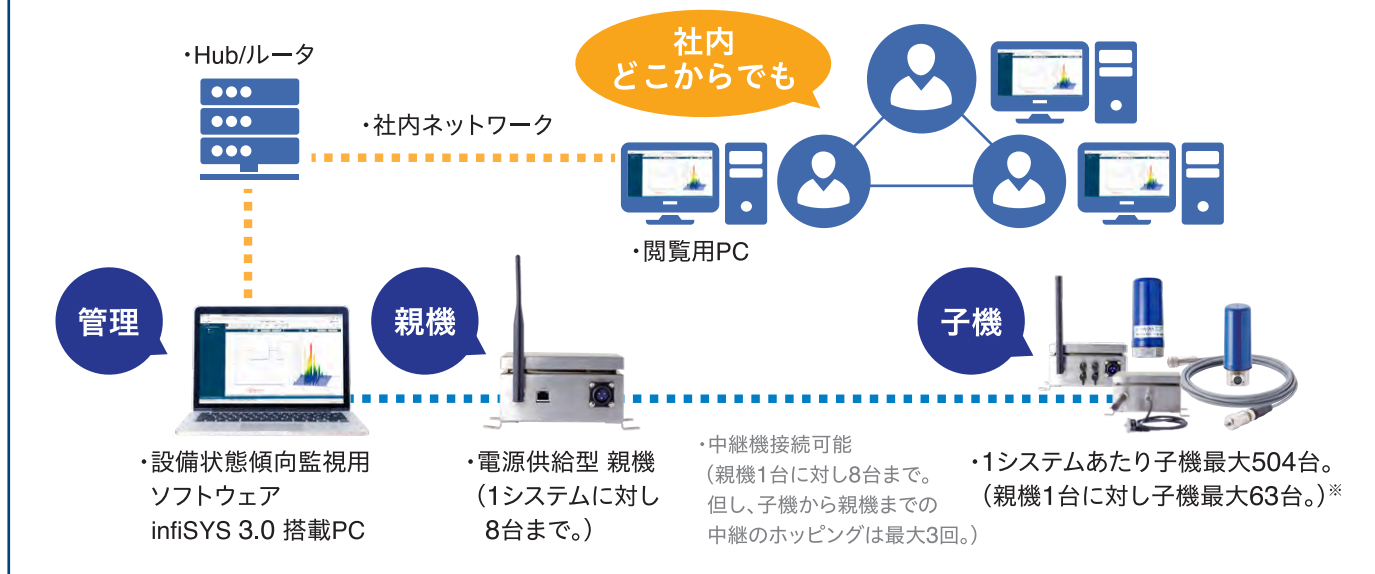 ・Hub/ルータ
社内
どこからでも
・社内ネットワーク
・閲覧用PC
管理
親機
子機
・設備状態傾向監視用
ソフトウェア
infiSYS 3.0 搭載PC
・電源供給型 親機
（1システムに対し
8台まで。）
・中継機接続可能
（親機1台に対し8台まで。
但し、子機から親機までの
中継のホッピングは最大3回。）
・1システムあたり子機最大504台。
（親機1台に対し子機最大63台。）※